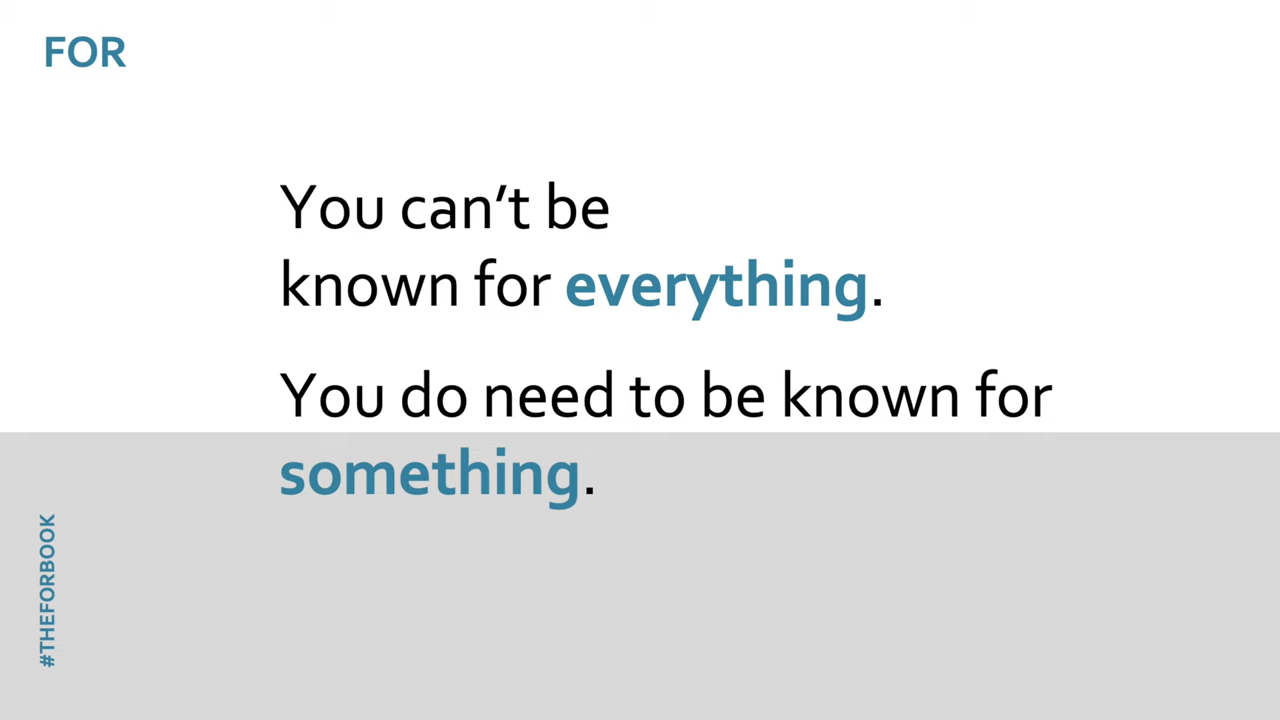 FOR
You can’t be
known for everything.
You do need to be known for
something.
#THEFORBOOK